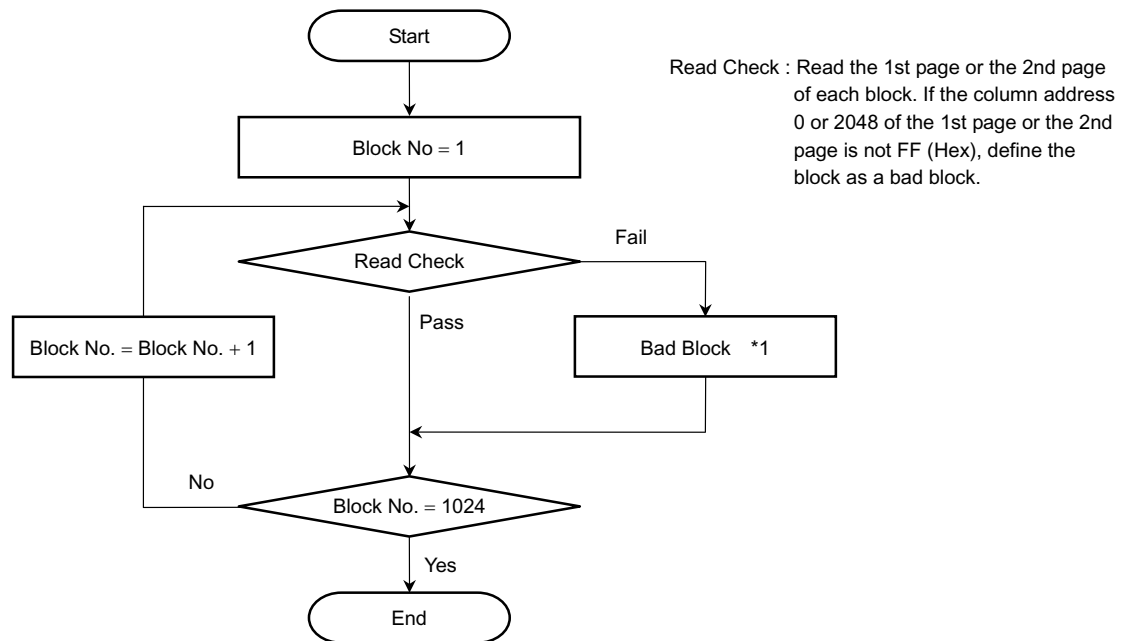 Start
Read Check : Read the 1st page or the 2nd page
of each block. If the column address
0 or 2048 of the 1st page or the 2nd
page is not FF (Hex), define the
block as a bad block.
Block No = 1
Fail
Read Check
Pass
Block No. = Block No. + 1
Bad Block *1
No
Block No. = 1024
Yes
End